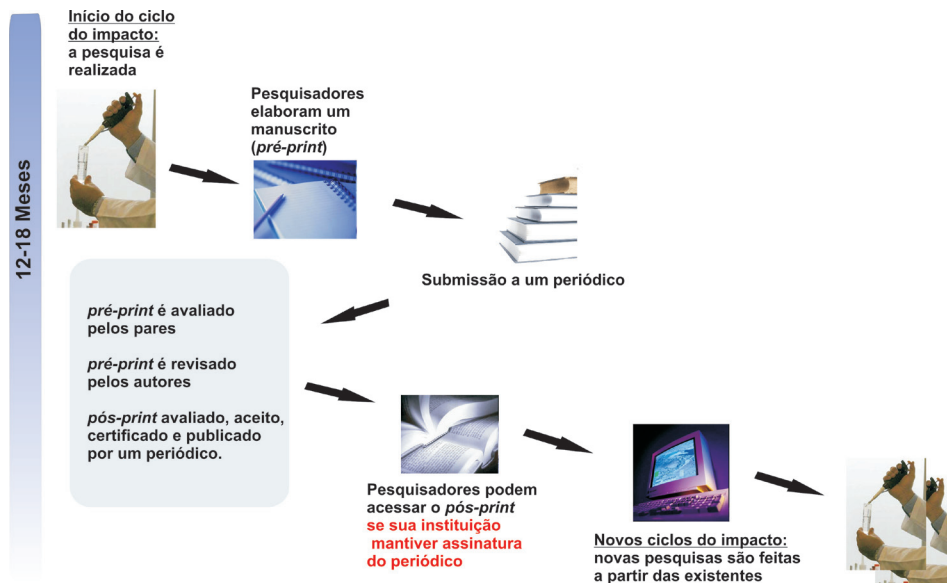 Início do ciclo
do impacto:
a pesquisa é
realizada
Pesquisadores
elaboram um
manuscrito
(pré-print)
12-18 Meses
Submissão a um periódico
pré-print é avaliado
pelos pares
pré-print é revisado
pelos autores
pós-print avaliado, aceito,
certificado e publicado
por um periódico.
Pesquisadores podem
acessar o pós-print
se sua instituição
mantiver assinatura
do periódico
Novos ciclos do impacto:
novas pesquisas são feitas
a partir das existentes